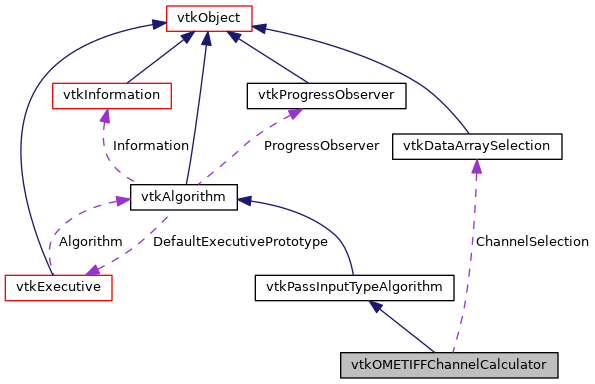 vtkObject
vtkInformation
vtkProgressObserver
vtkDataArraySelection
Information
ProgressObserver
vtkAlgorithm
Algorithm
DefaultExecutivePrototype
ChannelSelection
vtkExecutive
vtkPassInputTypeAlgorithm
vtkOMETIFFChannelCalculator